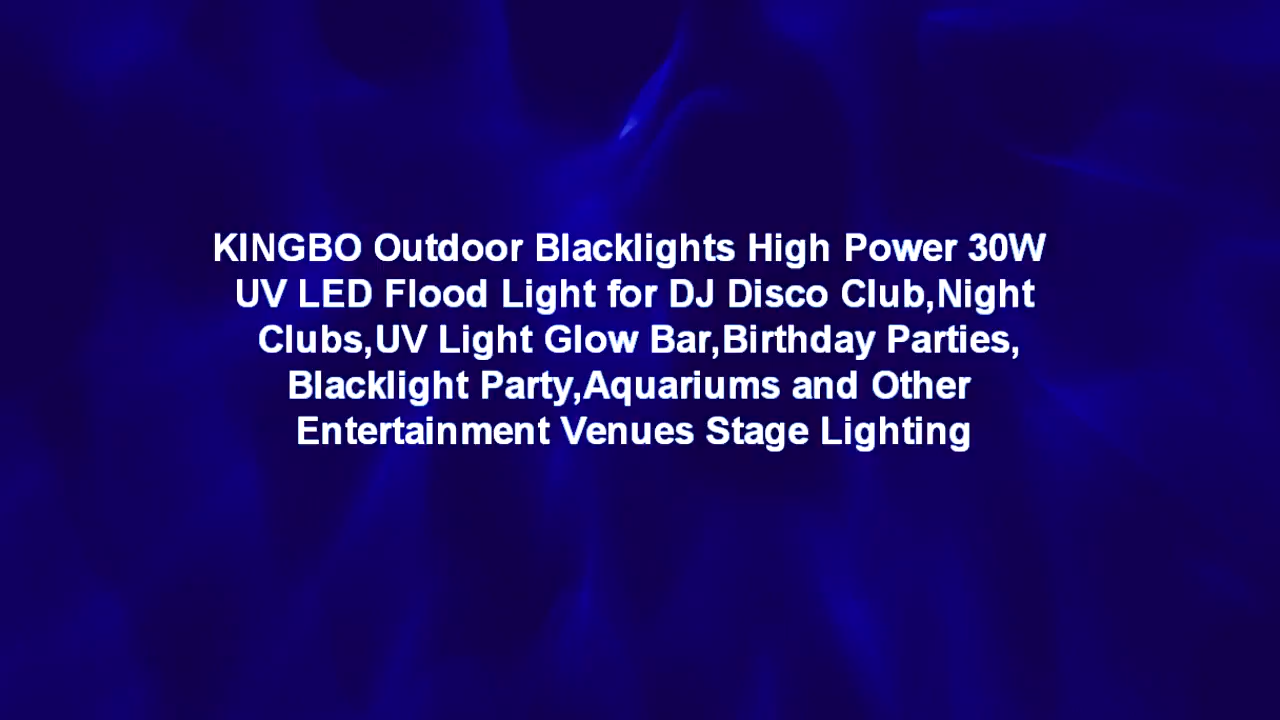 KINGBO Outdoor Blacklights High Power 30W
UV LED Flood Light for DJ Disco Club,Night
Clubs,UV Light Glow Bar,Birthday Parties,
Blacklight Party,Aquariums and Other
Entertainment Venues Stage Lighting